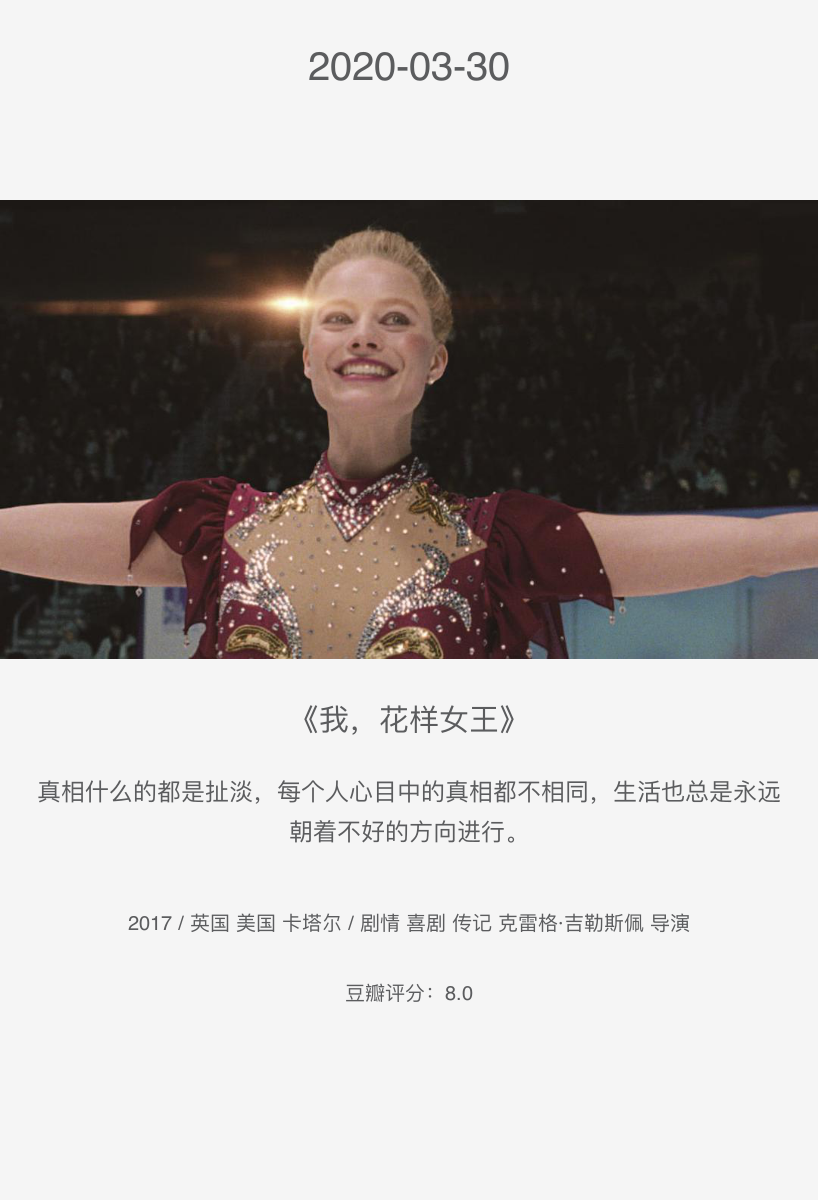 2020-03-30
《我，花样女王》
真相什么的都是扯淡，每个人心目中的真相都不相同，生活也总是永远
朝着不好的方向进行。
2017 / 英国 美国 卡塔尔 / 剧情 喜剧 传记 克雷格·吉勒斯佩 导演
豆瓣评分：8.0